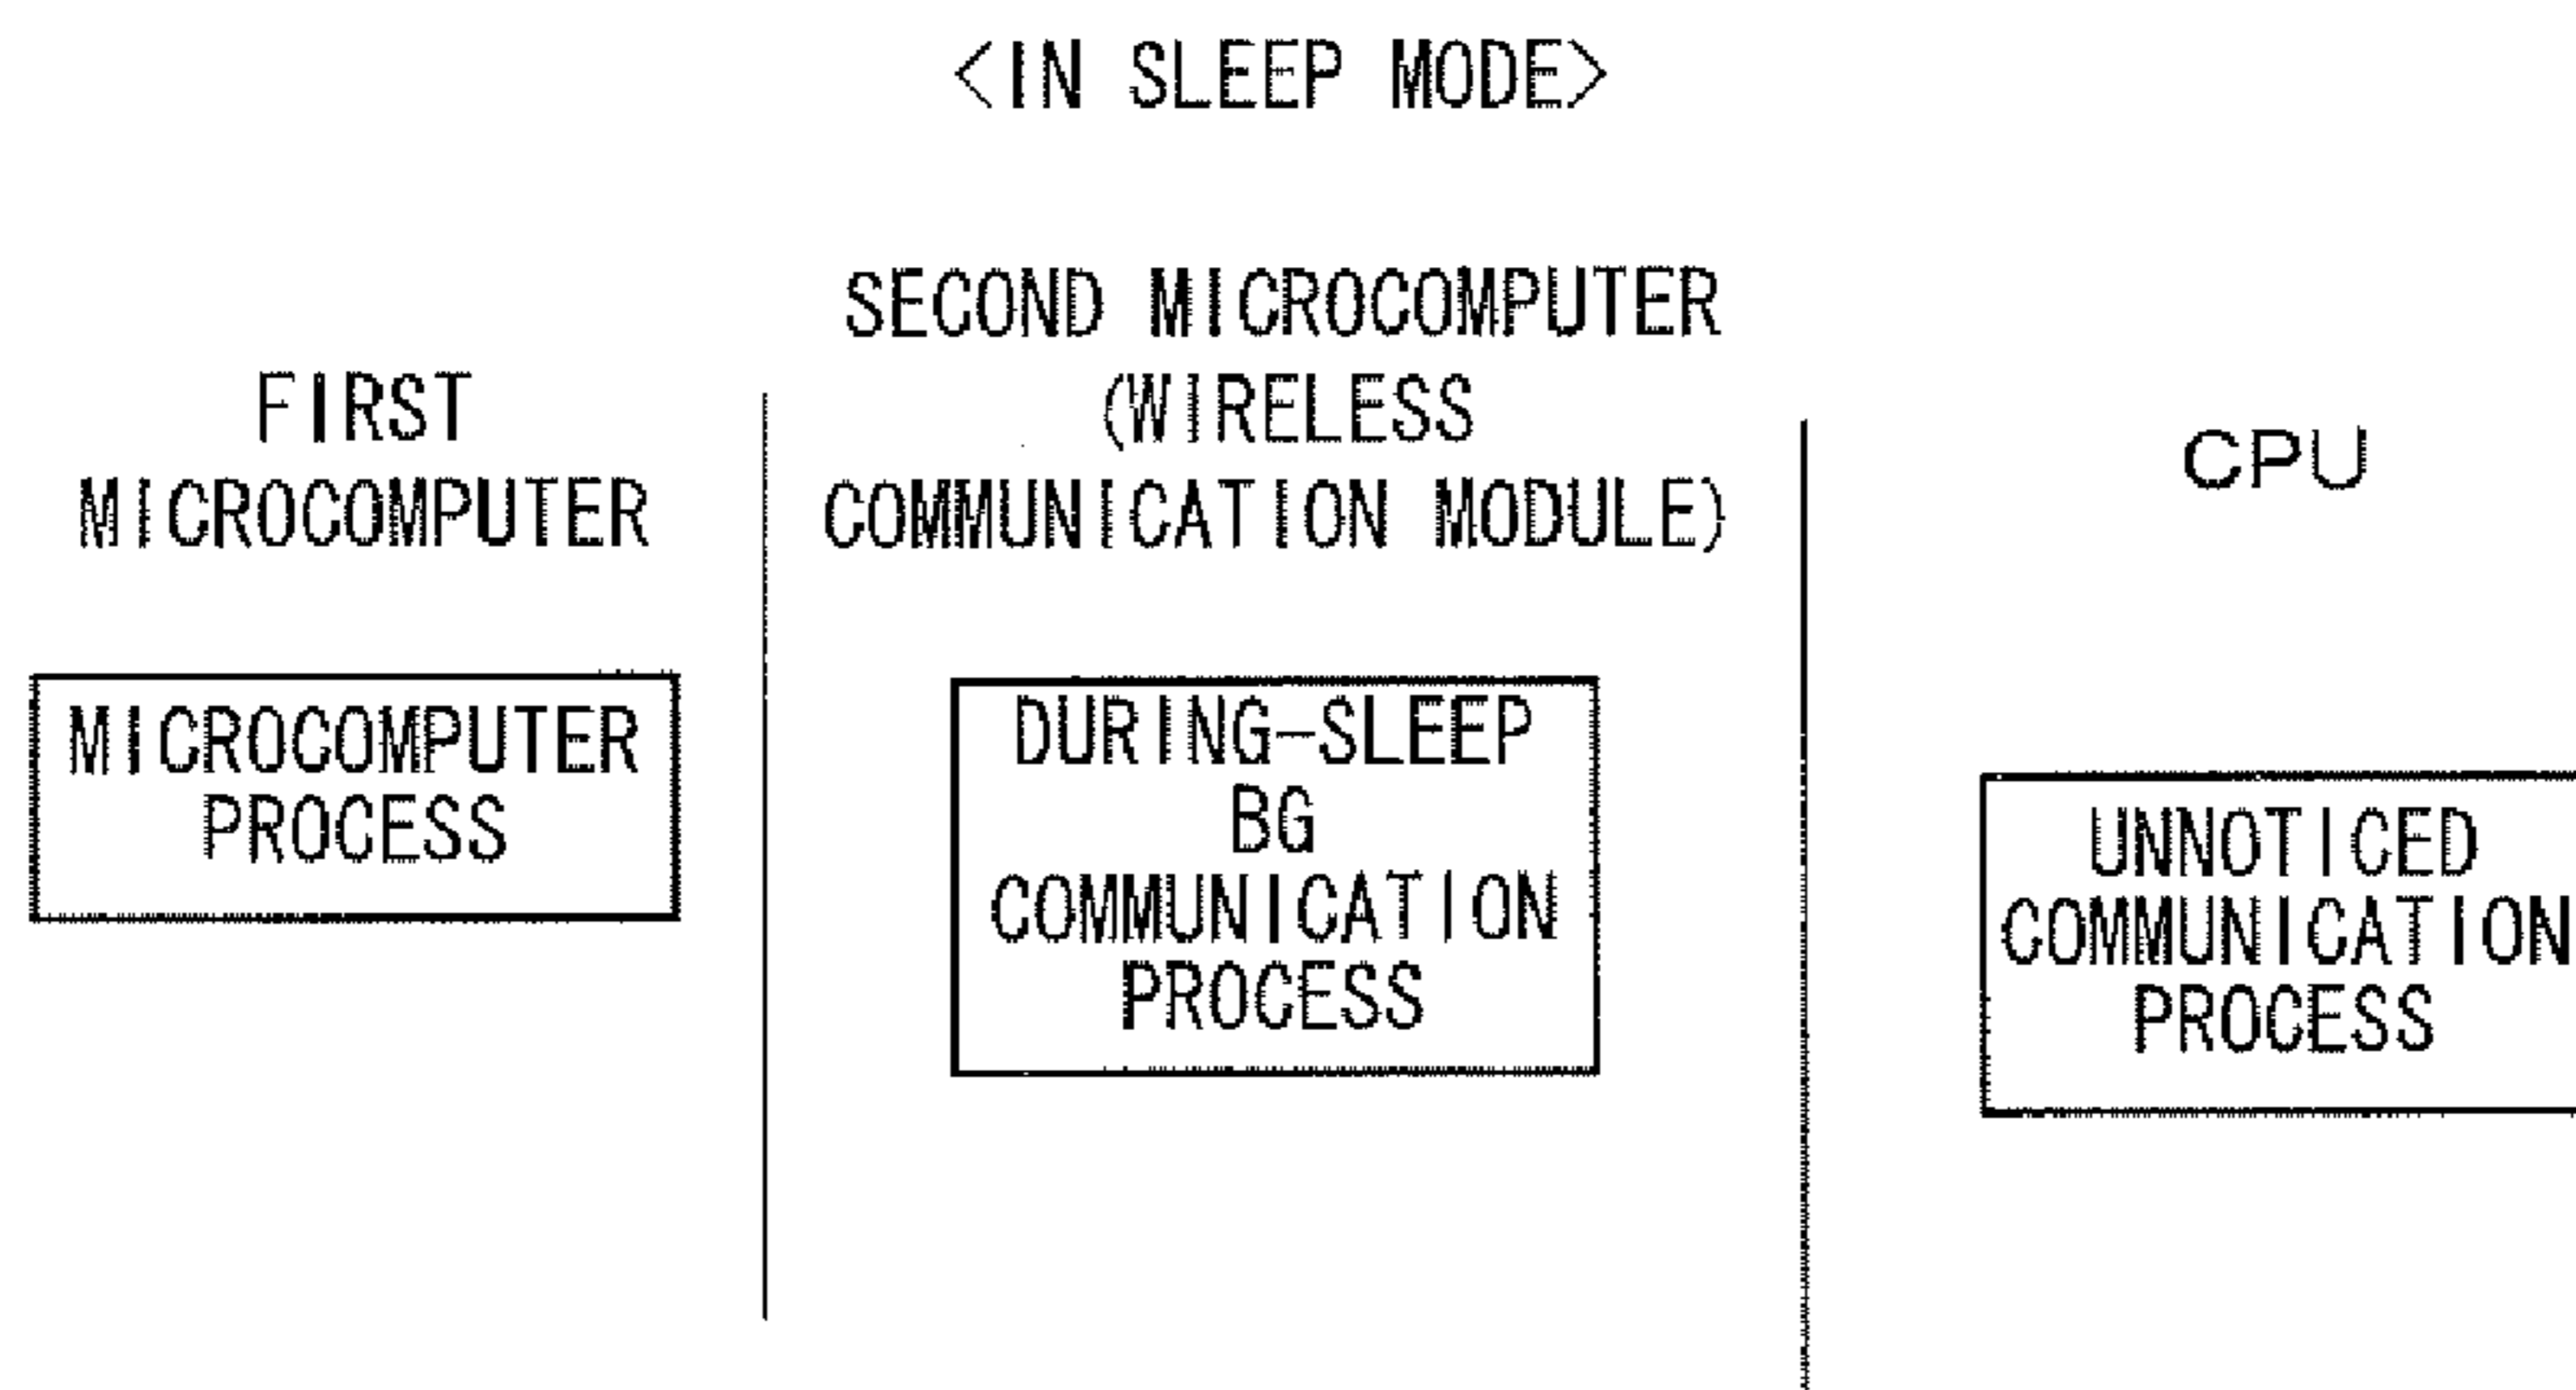 <IN SLEEP MODE>
FIRST
MICROCOMPUTER
SECOND MICROCOMPUTER
(WIRELESS
COMMUNICATION MODULE)
CPU
MICROCOMPUTER
PROCESS
DURING-SLEEP
BG
COMMUNICATION
PROCESS
UNNOTICED
COMMUNICATION
PROCESS